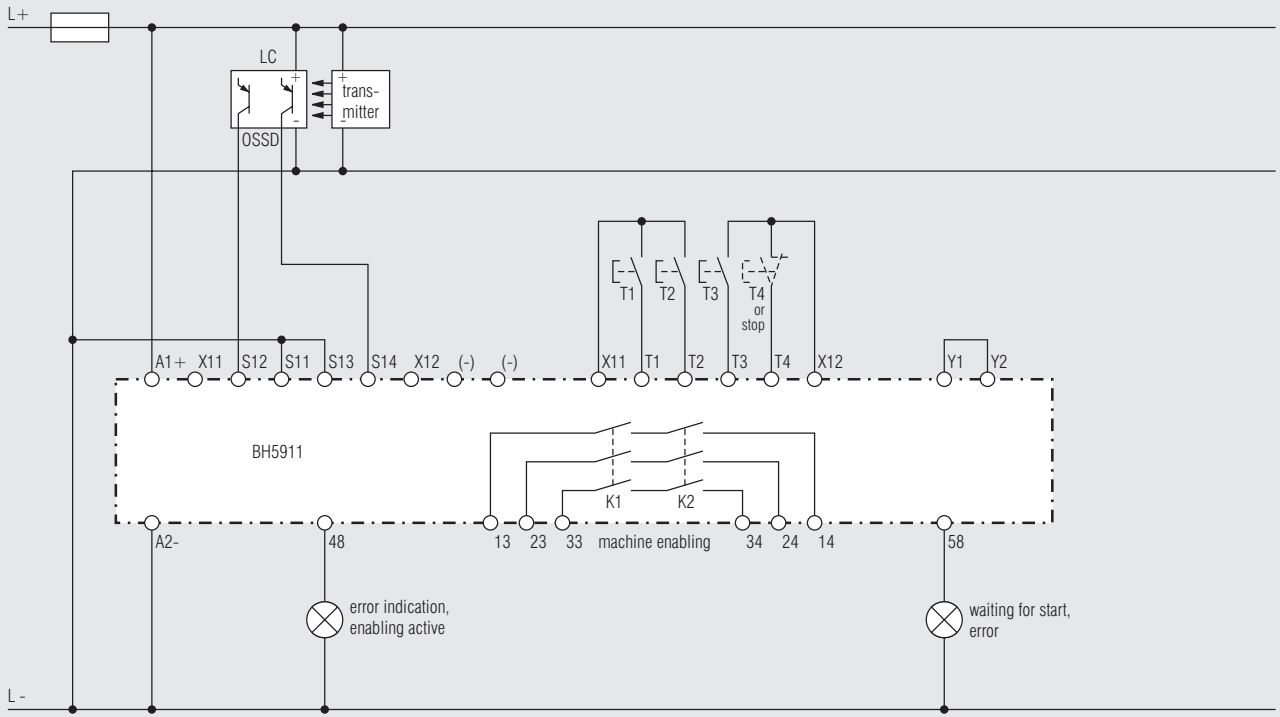 L+
LC
+
+
trans-
mitter
-
-
OSSD
T1
T2
T3
T4
or
stop
A1+
X11
S12
S11
S13
S14
X12
(-)
(-)
X11
T1
T2
T3
T4
X12
Y1
Y2
BH5911
K1
K2
A2-
48
13
23
33
machine enabling
34
24
14
58
error indication,
enabling active
waiting for start,
error
L -